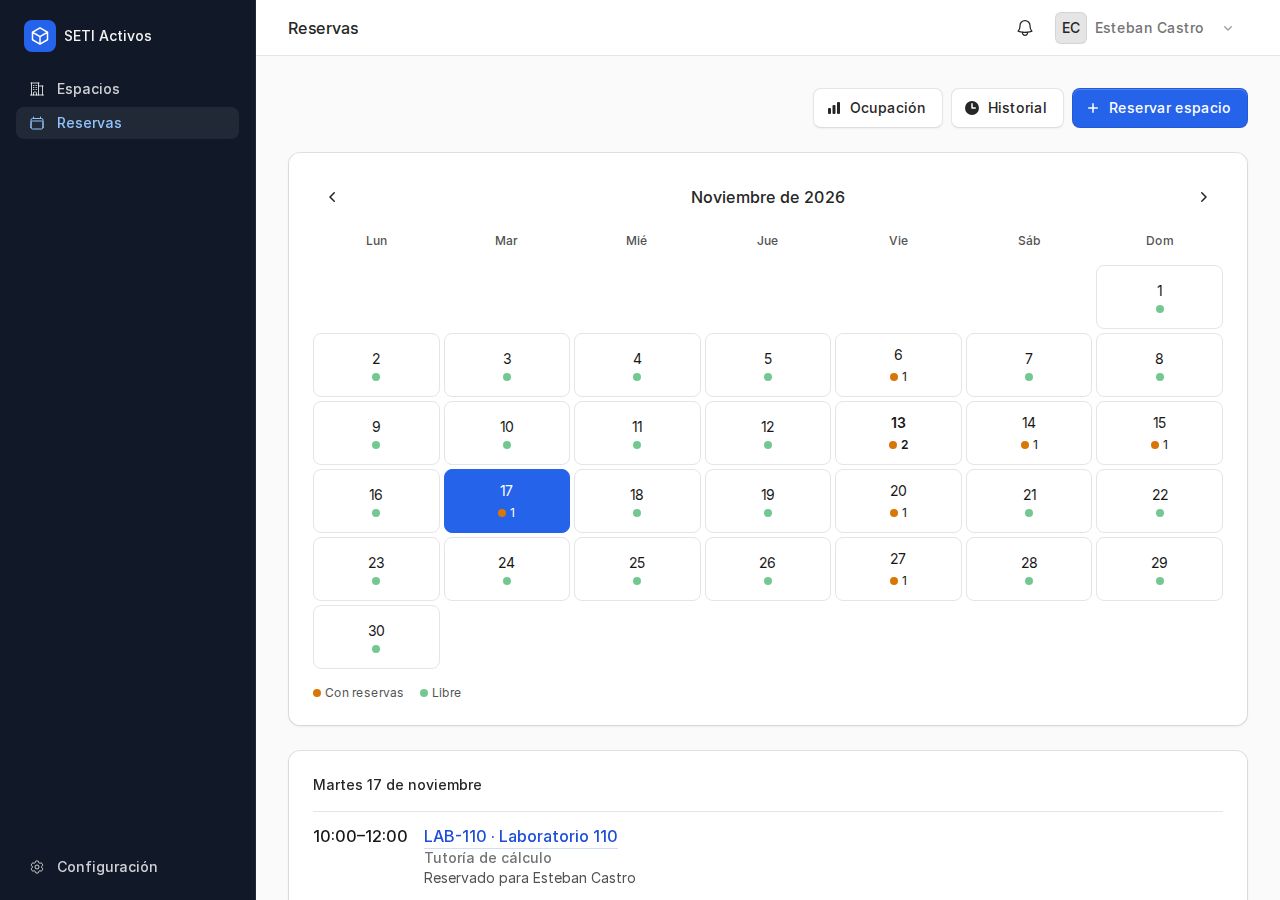 SETI Activos
Espacios
Reservas
Configuración
Reservas
EC
Esteban Castro
Ocupación
Historial
Reservar espacio
Noviembre de 2026
Lun Mar Mié Jue Vie Sáb Dom
1
2 3 4 5 6 7 8
1
9 10 11 12 13 14 15
2 1 1
16 17 18 19 20 21 22
1 1
23 24 25 26 27 28 29
1
30
Con reservas Libre
Martes 17 de noviembre
10:00–12:00 LAB-110 · Laboratorio 110
Tutoría de cálculo
Reservado para Esteban Castro